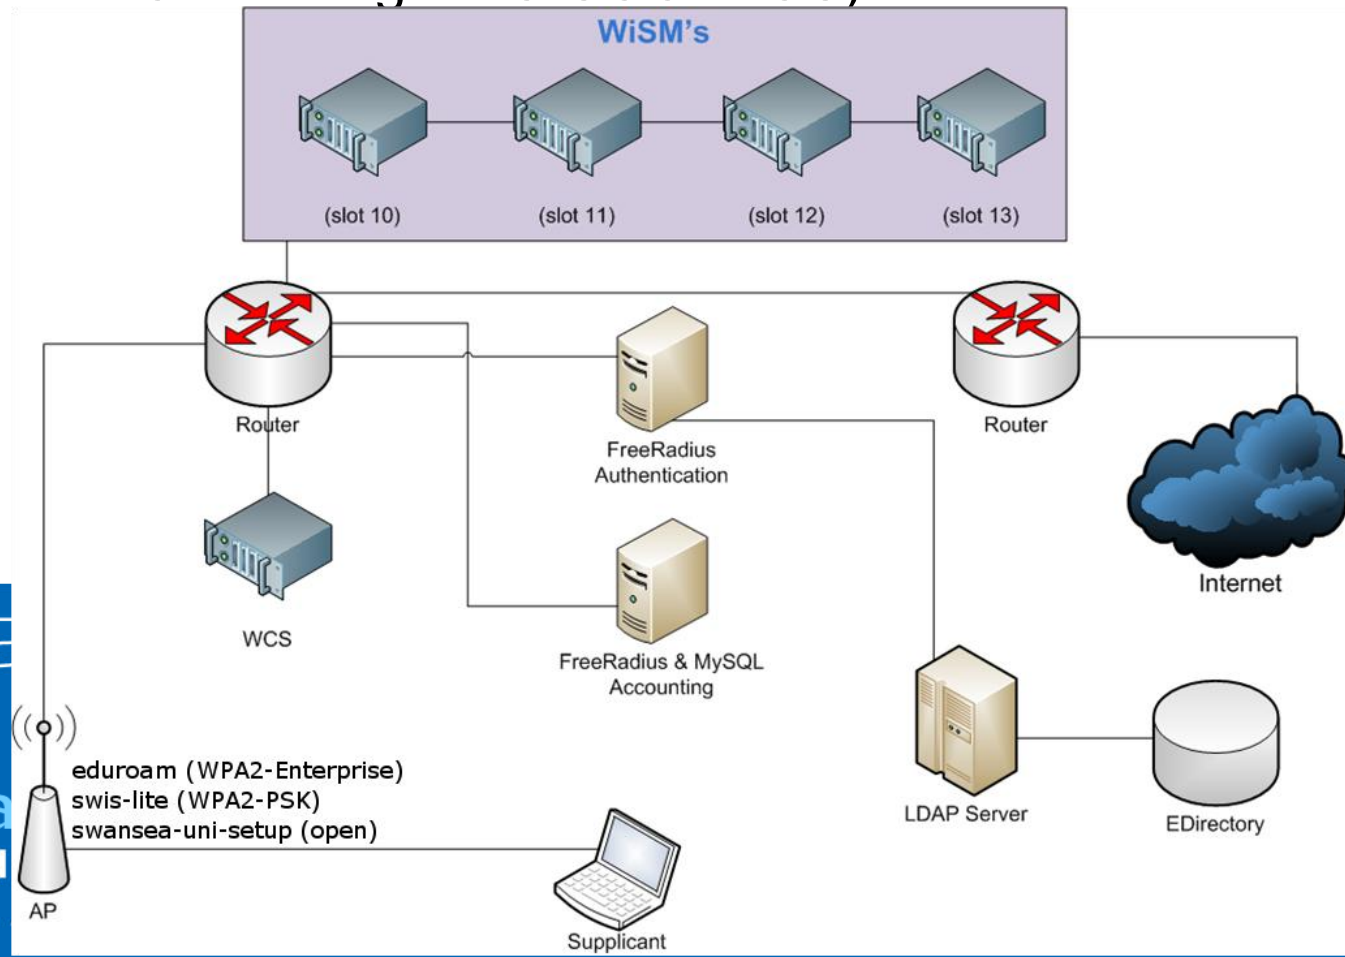 WiSM's
(slot 10)
(slot 11)
(slot 12)
(slot 13)
Router
Router
FreeRadius
Authentication
Internet
WCS
FreeRadius & MySQL
Accounting
eduroam (WPA2-Enterprise)
swis-lite (WPA2-PSK)
swansea-uni-setup (open)
LDAP Server
EDirectory
AP
Supplicant